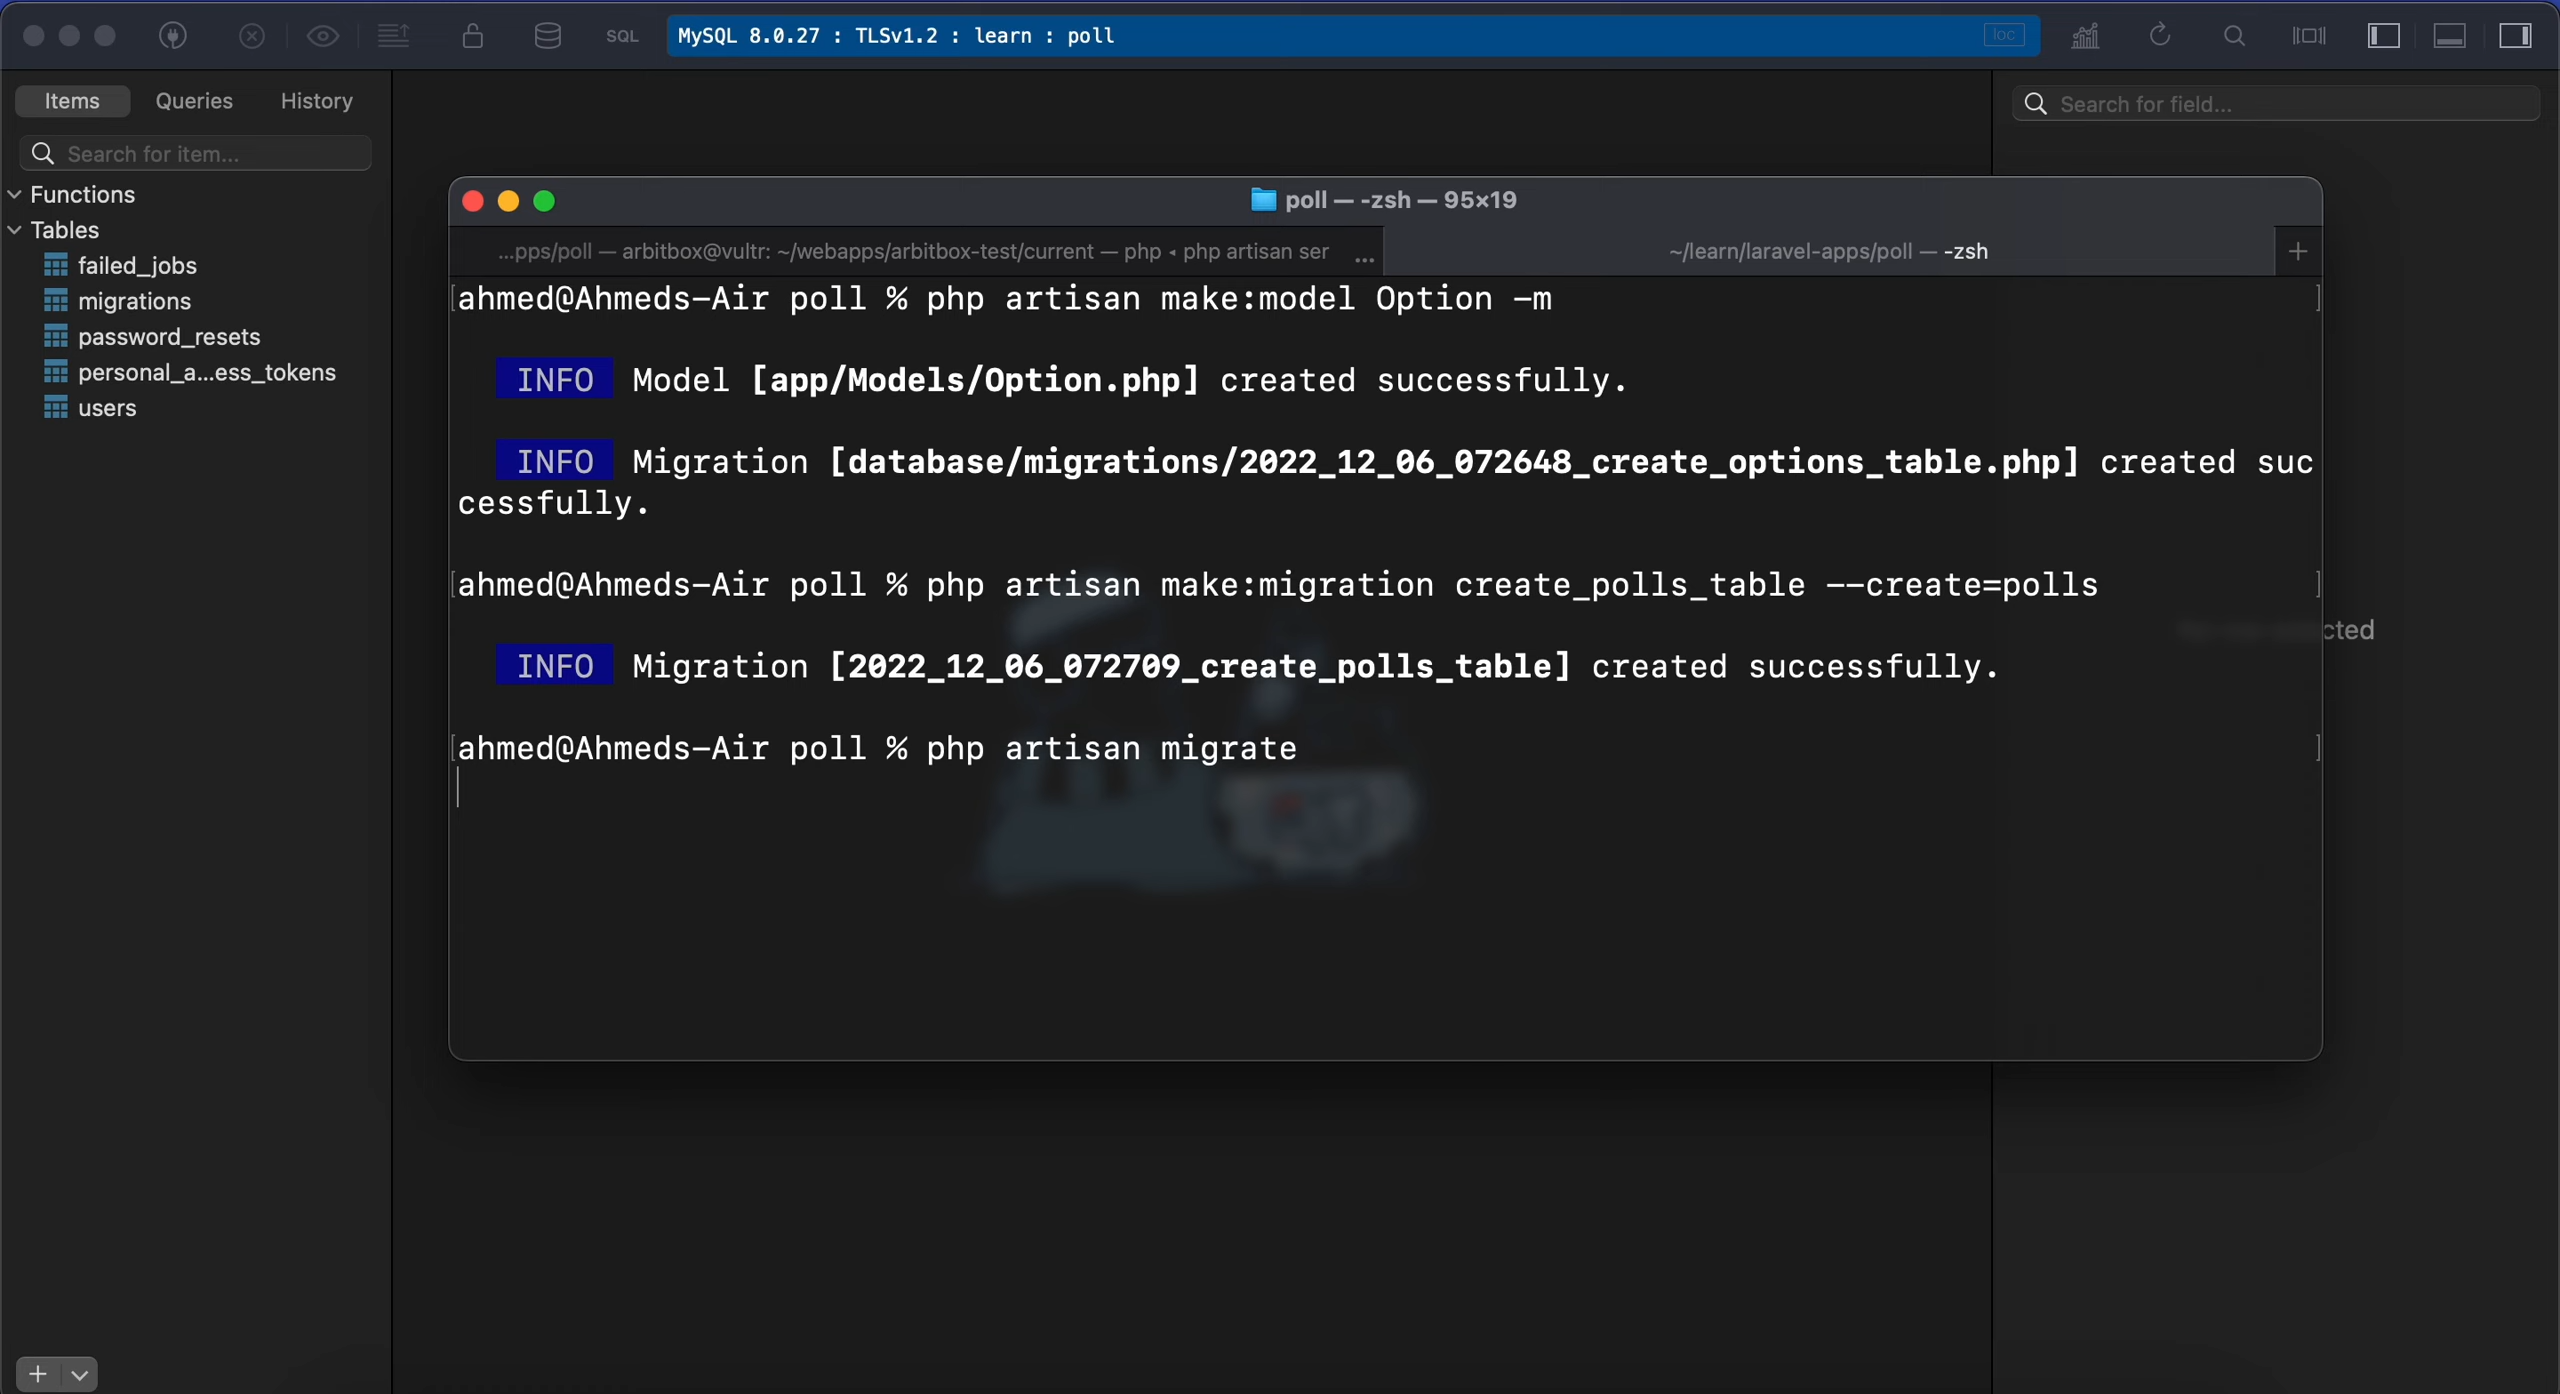 SQL
MySQL 8.0.27 : TLSv1.2 : learn : poll
loc
Items Queries History
Search for item...
Functions
Tables
failed_jobs
migrations
password_resets
personal_a...ess_tokens
users
Search for field...
poll — -zsh — 95×19
...pps/poll — arbitbox@vultr: ~/webapps/arbitbox-test/current — php ◂ php artisan ser ...
~/learn/laravel-apps/poll — -zsh
ahmed@Ahmeds-Air poll % php artisan make:model Option -m
INFO Model [app/Models/Option.php] created successfully.
INFO Migration [database/migrations/2022_12_06_072648_create_options_table.php] created suc
cessfully.
ahmed@Ahmeds-Air poll % php artisan make:migration create_polls_table --create=polls
INFO Migration [2022_12_06_072709_create_polls_table] created successfully.
ahmed@Ahmeds-Air poll % php artisan migrate